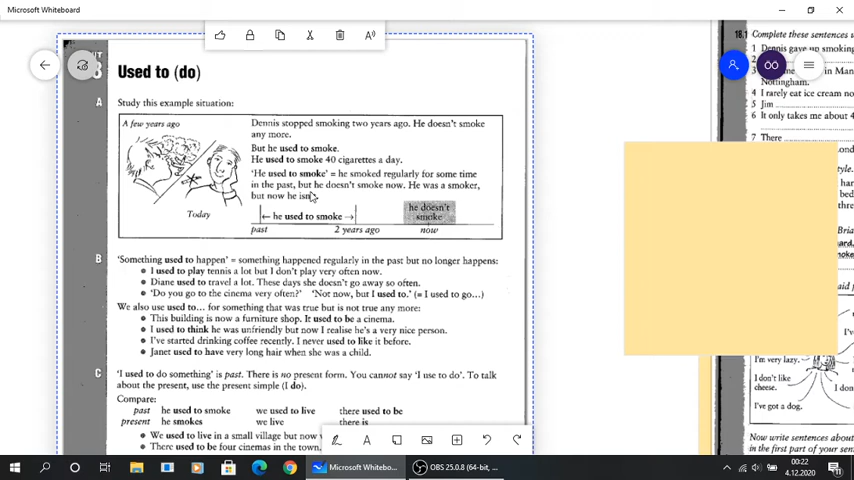 Microsoft Whiteboard
Used to (do)
A
Study this example situation:
A few years ago
Today
Dennis stopped smoking two years ago. He doesn't smoke
any more.
But he used to smoke.
He used to smoke 40 cigarettes a day.
'He used to smoke' = he smoked regularly for some time
in the past, but he doesn't smoke now. He was a smoker,
but now he isn
← he used to smoke →
he doesn't
smoke
past 2 years ago now
B
'Something used to happen' = something happened regularly in the past but no longer happens:
I used to play tennis a lot but I don't play very often now.
Diane used to travel a lot. These days she doesn't go away so often.
'Do you go to the cinema very often?' 'Not now, but I used to.' (= I used to go…)
We also use used to… for something that was true but is not true any more:
This building is now a furniture shop. It used to be a cinema.
I used to think he was unfriendly but now I realise he's a very nice person.
I've started drinking coffee recently. I never used to like it before.
Janet used to have very long hair when she was a child.
C
'I used to do something' is past. There is no present form. You cannot say 'I use to do'. To talk
about the present, use the present simple (I do).
Compare:
past he used to smoke we used to live there used to be
present he smokes we live there is
We used to live in a small village but now
There used to be four cinemas in the town.
18.1 Complete these sentences
1 Dennis gave up smoking
4 I rarely eat ice cream no
5 Jim
6 It only takes me about 4
7 There
ÖÖ
I'm very lazy.
I don't like
cheese.
I've got a dog.
I don
Now write sentences about
in the first part of your sen
Microsoft Whitebo...
OBS 25.0.8 (64-bit, ...
00:22
4.12.2020